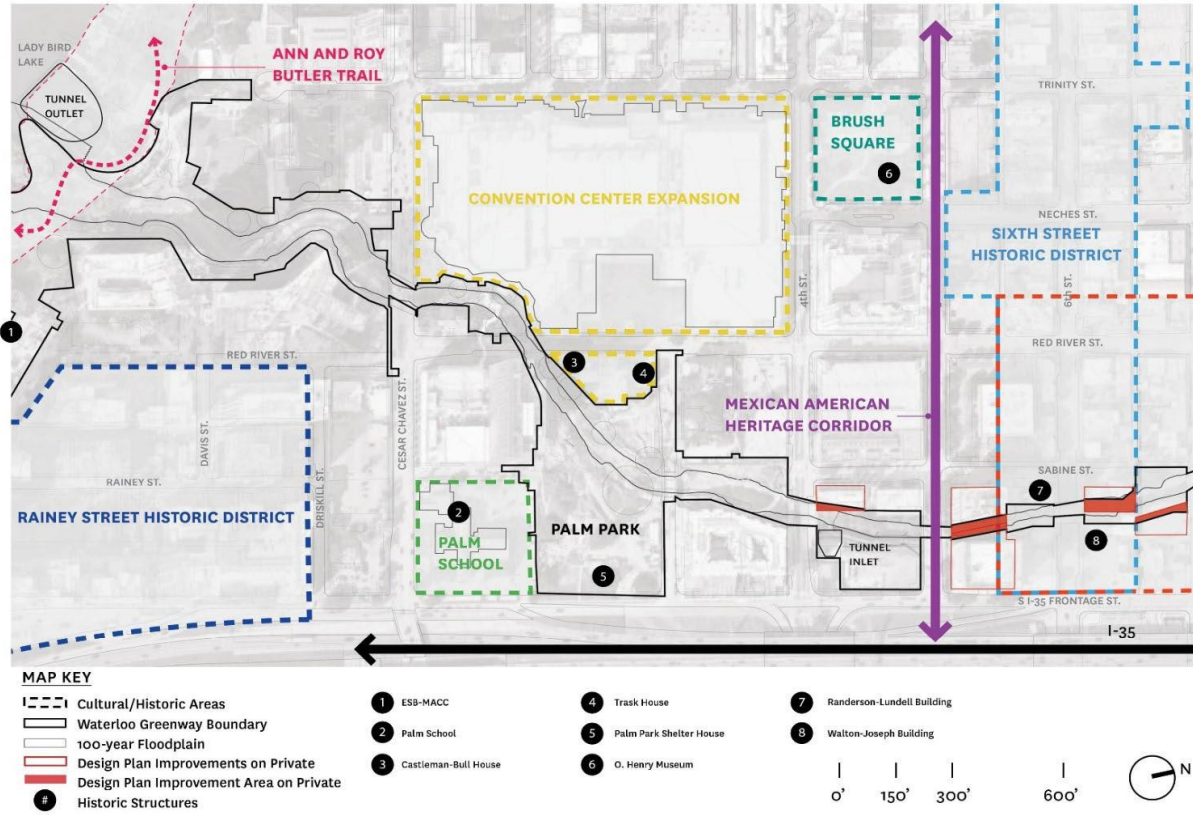 LADY BIRD
LAKE
TUNNEL
OUTLET
ANN AND ROY
BUTLER TRAIL
TRINITY ST.
BRUSH
SQUARE
6
CONVENTION CENTER EXPANSION
NECHES ST.
SIXTH STREET
HISTORIC DISTRICT
4th ST.
6th ST.
1
RED RIVER ST.
3
4
RED RIVER ST.
DAVIS ST.
CESAR CHAVEZ ST.
MEXICAN AMERICAN
HERITAGE CORRIDOR
RAINEY ST.
DRISKILL ST.
SABINE ST.
7
RAINEY STREET HISTORIC DISTRICT
2
PALM
SCHOOL
PALM PARK
5
TUNNEL
INLET
8
S I-35 FRONTAGE ST.
I-35
MAP KEY
Cultural/Historic Areas
Waterloo Greenway Boundary
100-year Floodplain
Design Plan Improvements on Private
Design Plan Improvement Area on Private
# Historic Structures
1 ESB-MACC
2 Palm School
3 Castleman-Bull House
4 Trask House
5 Palm Park Shelter House
6 O. Henry Museum
7 Randerson-Lundell Building
8 Walton-Joseph Building
0' 150' 300' 600'
N